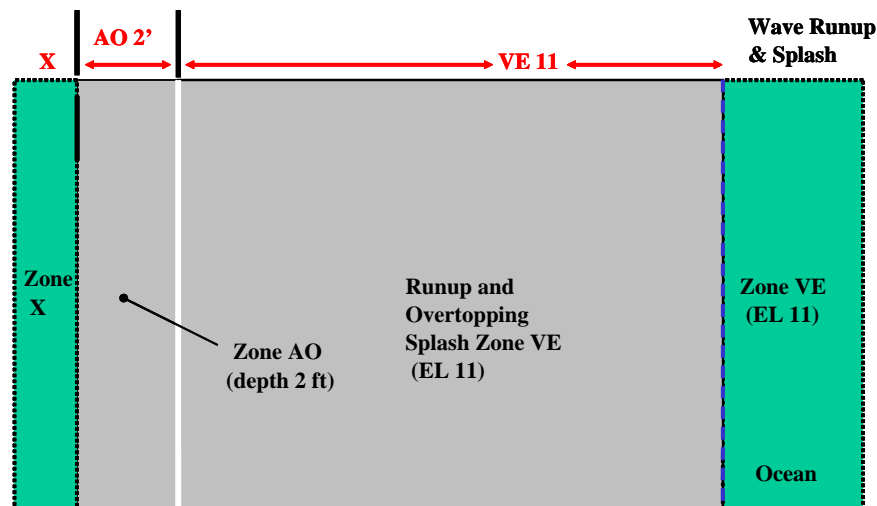 AO 2’
X
VE 11
Wave Runup
& Splash
Zone
X
Zone AO
(depth 2 ft)
Runup and
Overtopping
Splash Zone VE
(EL 11)
Zone VE
(EL 11)
Ocean